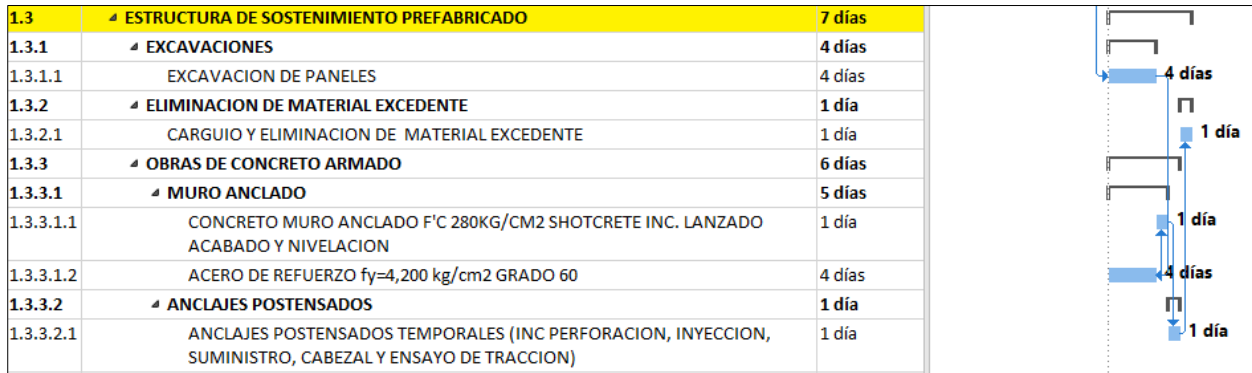 1.3 ESTRUCTURA DE SOSTENIMIENTO PREFABRICADO 7 días
1.3.1 EXCAVACIONES 4 días
1.3.1.1 EXCAVACION DE PANELES 4 días 4 días
1.3.2 ELIMINACION DE MATERIAL EXCEDENTE 1 día
1.3.2.1 CARGUIO Y ELIMINACION DE MATERIAL EXCEDENTE 1 día 1 día
1.3.3 OBRAS DE CONCRETO ARMADO 6 días
1.3.3.1 MURO ANCLADO 5 días
1.3.3.1.1 CONCRETO MURO ANCLADO F'C 280KG/CM2 SHOTCRETE INC. LANZADO 1 día 1 día
ACABADO Y NIVELACION
1.3.3.1.2 ACERO DE REFUERZO fy=4,200 kg/cm2 GRADO 60 4 días 4 días
1.3.3.2 ANCLAJES POSTENSADOS 1 día
1.3.3.2.1 ANCLAJES POSTENSADOS TEMPORALES (INC PERFORACION, INYECCION, 1 día 1 día
SUMINISTRO, CABEZAL Y ENSAYO DE TRACCION)